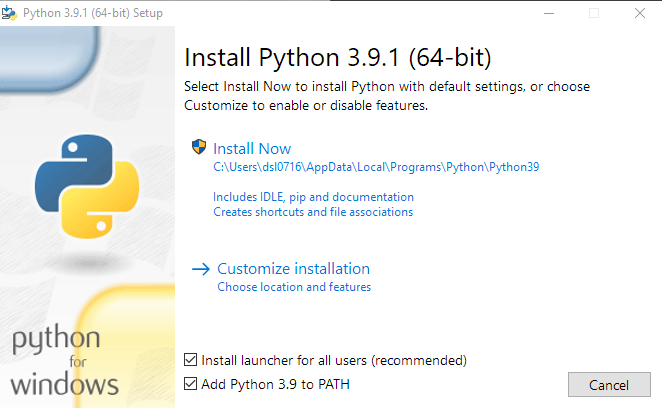 Python 3.9.1 (64-bit) Setup
Install Python 3.9.1 (64-bit)
Select Install Now to install Python with default settings, or choose
Customize to enable or disable features.
Install Now
C:\Users\dsl0716\AppData\Local\Programs\Python\Python39
Includes IDLE, pip and documentation
Creates shortcuts and file associations
Customize installation
Choose location and features
python
for
windows
Install launcher for all users (recommended)
Add Python 3.9 to PATH
Cancel